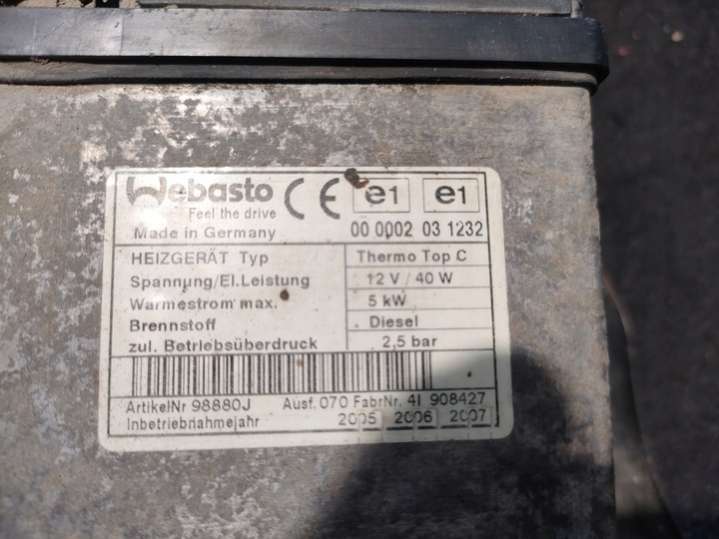 Webasto CE e1 e1
Feel the drive
Made in Germany 00 0002 03 1232
HEIZGERÄT Typ Thermo Top C
Spannung/El.Leistung 12 V / 40 W
Warmestrom max. 5 kW
Brennstoff Diesel
zul. Betriebsüberdruck 2,5 bar
ArtikelNr 98880J Ausf. 070 FabrNr. 4I 908427
Inbetriebnahmejahr 2005 2006 2007